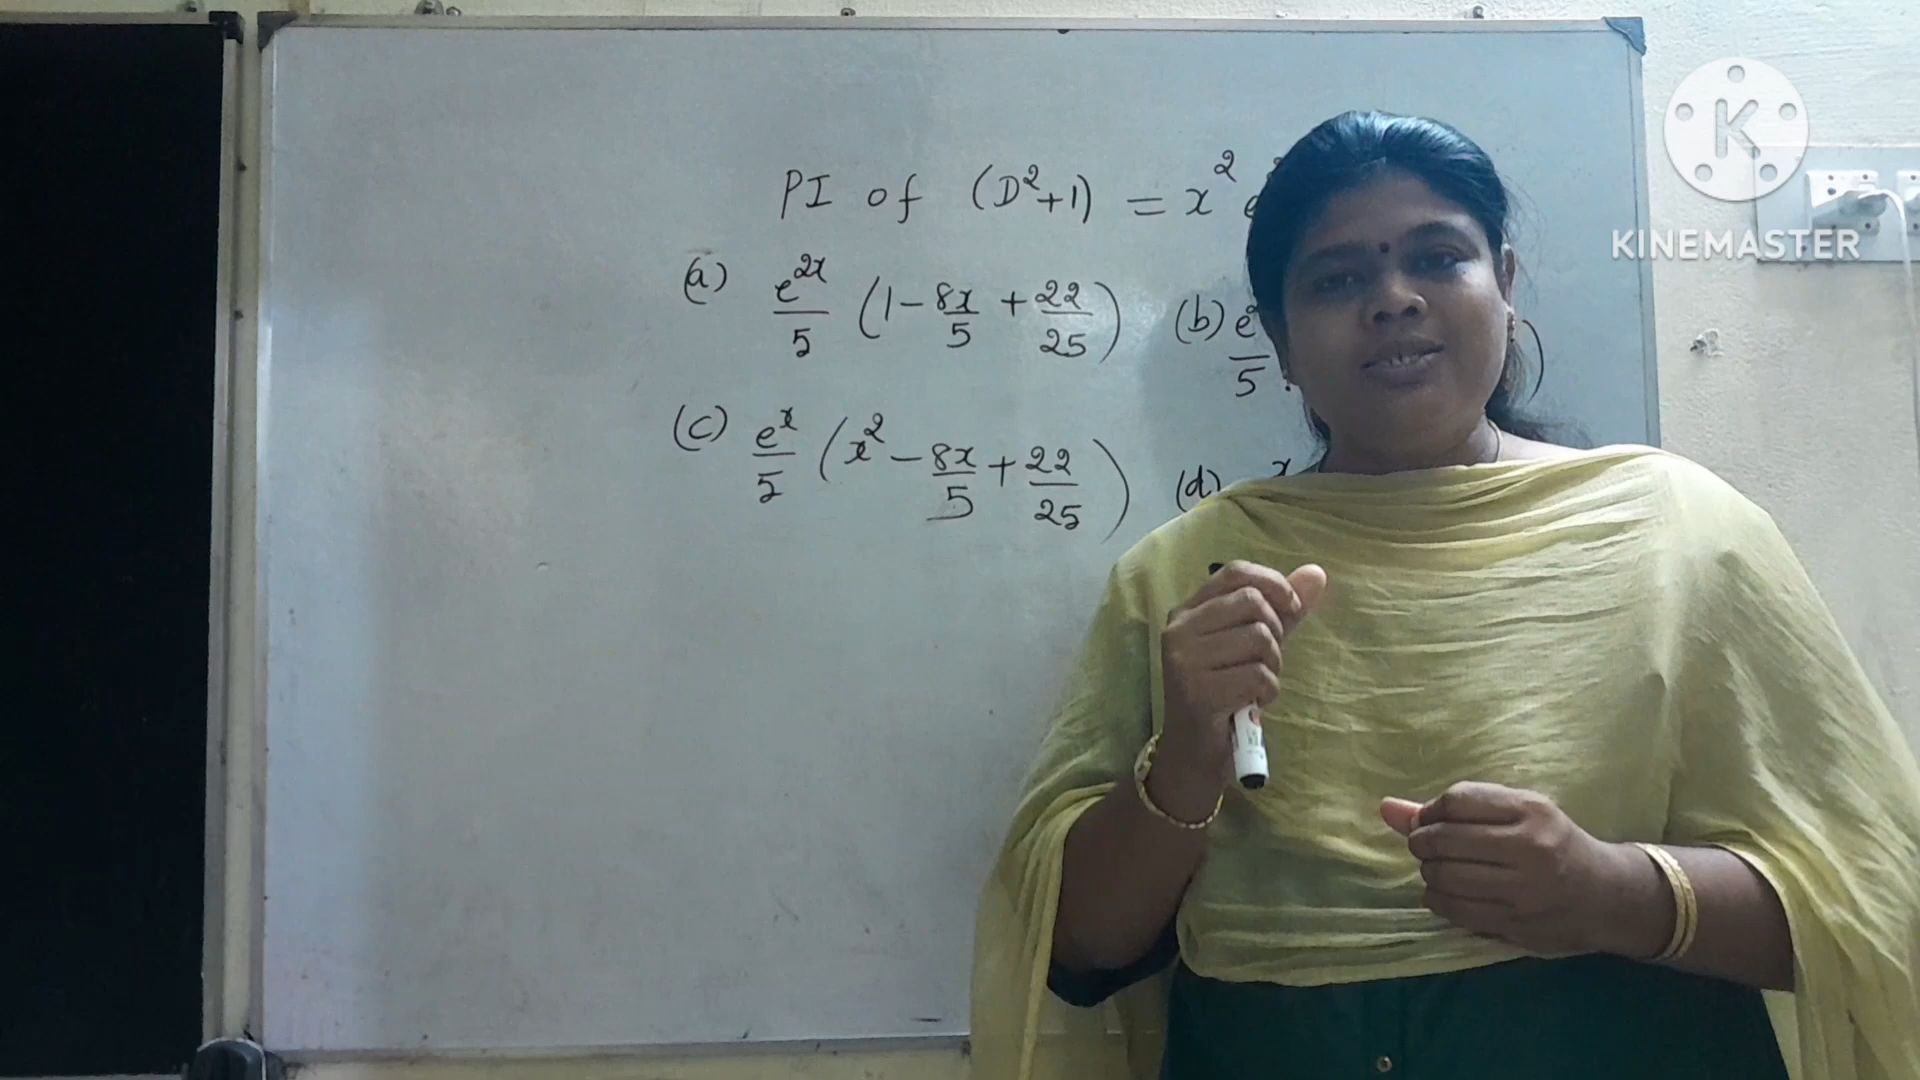 PI of (D²+1) = x² e
(a) e^2x/5 (1 - 8x/5 + 22/25) (b) e/5 )
(c) e^x/5 (x² - 8x/5 + 22/25) (d) x
K
KINEMASTER